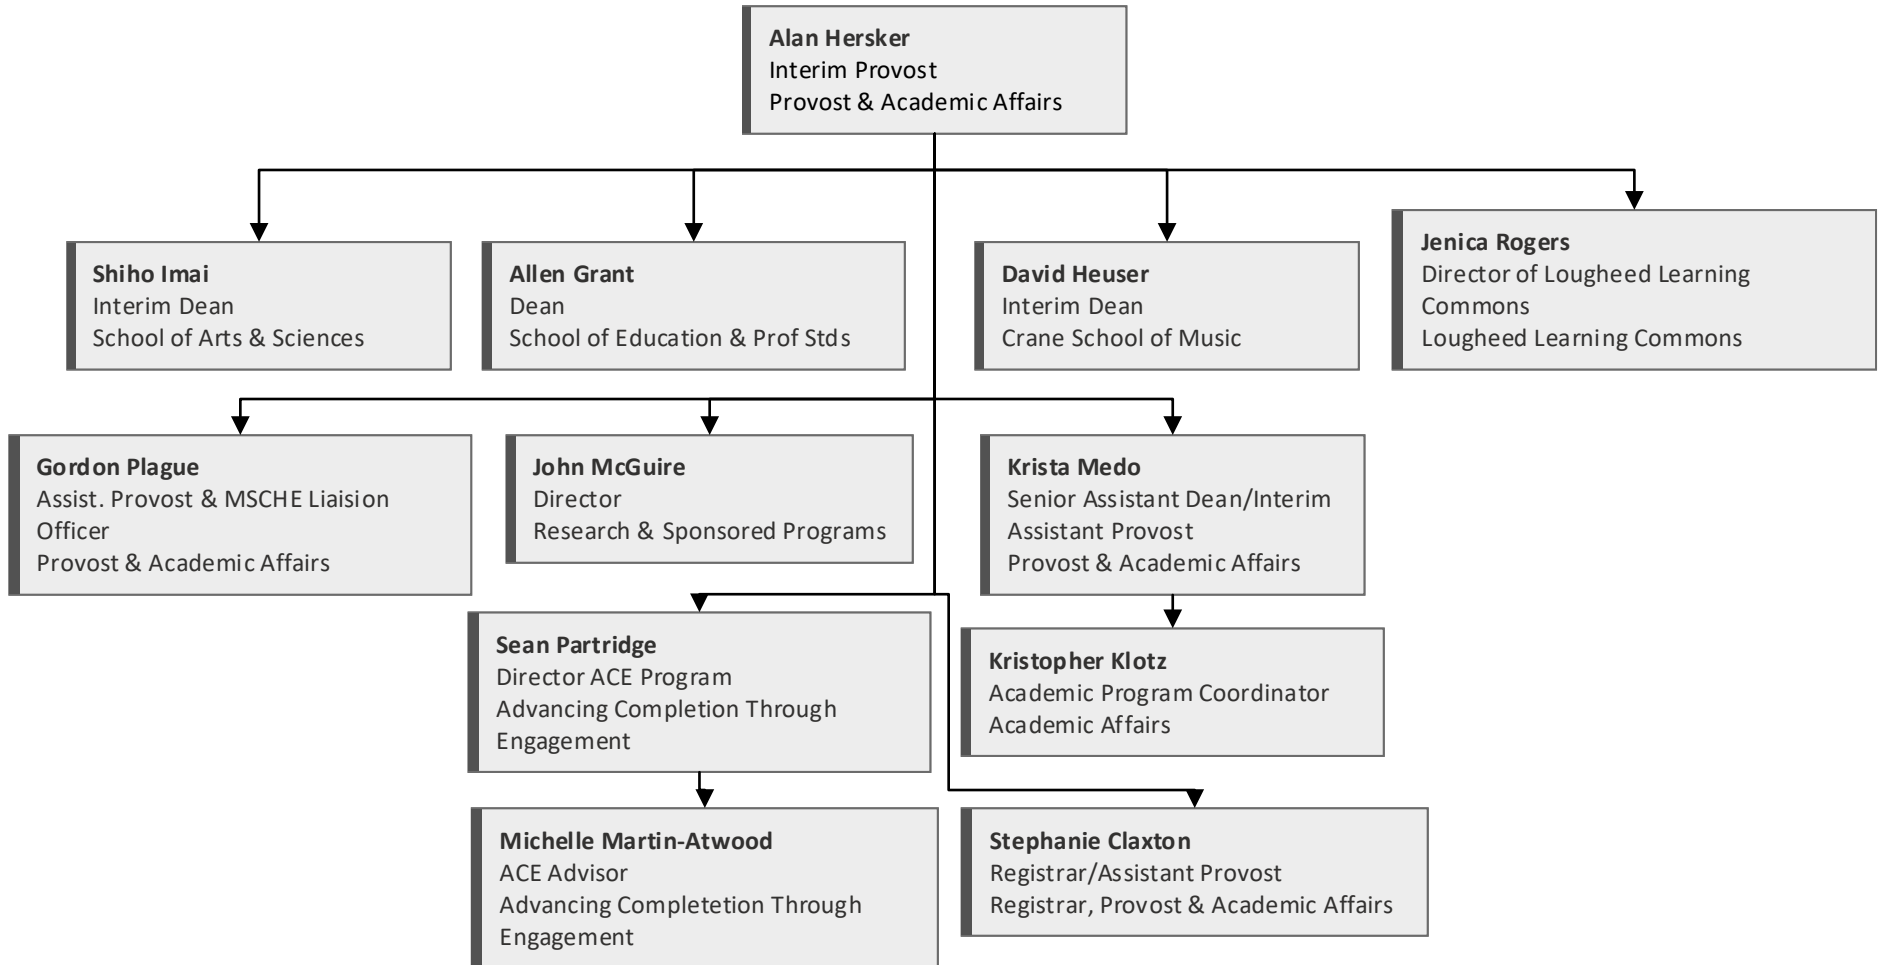 Alan Hersker
Interim Provost
Provost & Academic Affairs
Shiho Imai
Interim Dean
School of Arts & Sciences
Allen Grant
Dean
School of Education & Prof Stds
David Heuser
Interim Dean
Crane School of Music
Jenica Rogers
Director of Lougheed Learning
Commons
Lougheed Learning Commons
Gordon Plague
Assist. Provost & MSCHE Liaision
Officer
Provost & Academic Affairs
John McGuire
Director
Research & Sponsored Programs
Krista Medo
Senior Assistant Dean/Interim
Assistant Provost
Provost & Academic Affairs
Sean Partridge
Director ACE Program
Advancing Completion Through
Engagement
Kristopher Klotz
Academic Program Coordinator
Academic Affairs
Michelle Martin-Atwood
ACE Advisor
Advancing Completetion Through
Engagement
Stephanie Claxton
Registrar/Assistant Provost
Registrar, Provost & Academic Affairs